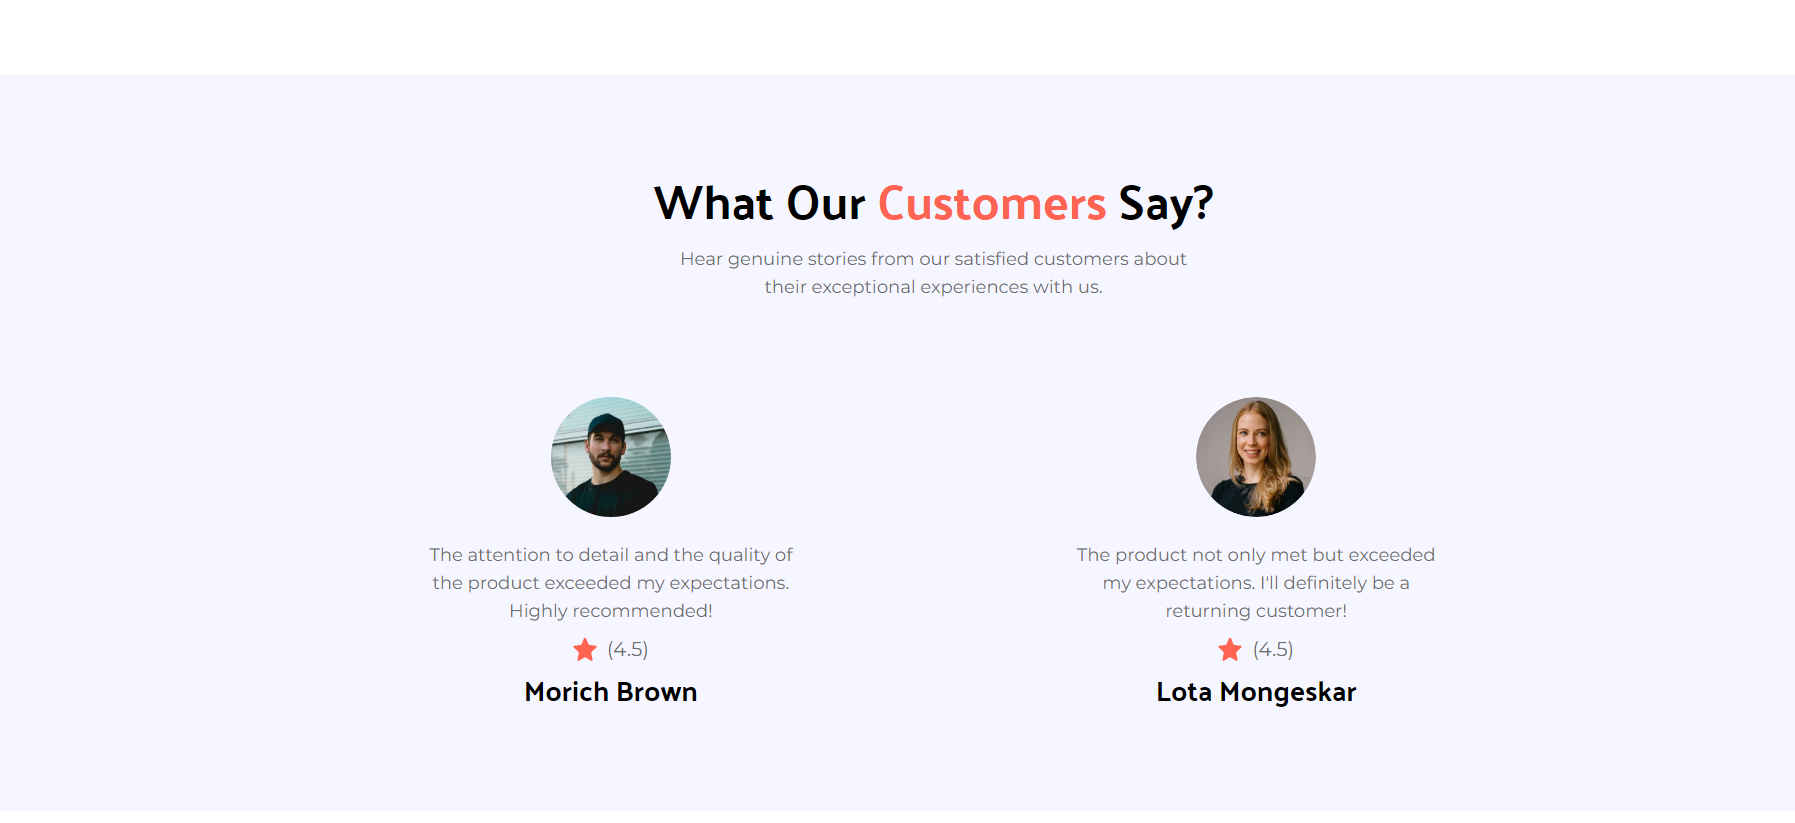 What Our Customers Say?
Hear genuine stories from our satisfied customers about
their exceptional experiences with us.
The attention to detail and the quality of
the product exceeded my expectations.
Highly recommended!
(4.5)
Morich Brown
The product not only met but exceeded
my expectations. I'll definitely be a
returning customer!
(4.5)
Lota Mongeskar